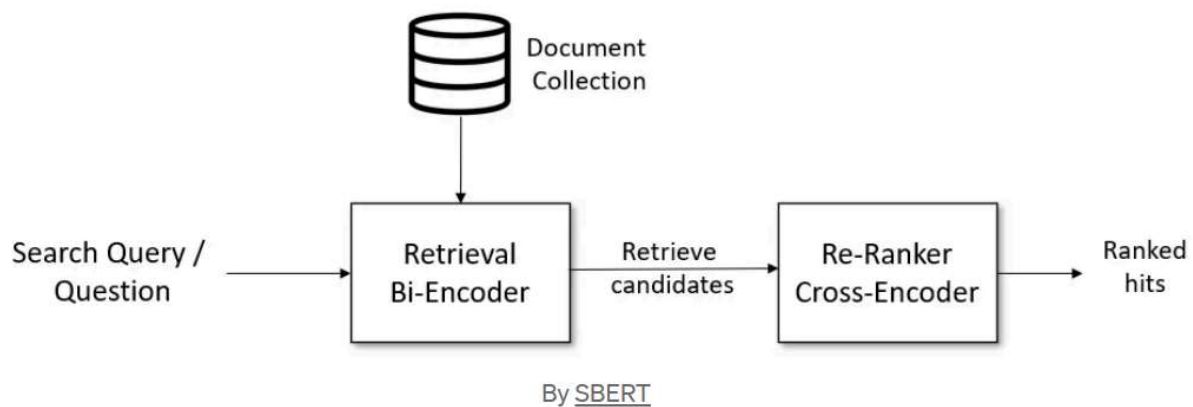 Document
Collection
Search Query /
Question
Retrieval
Bi-Encoder
Retrieve
candidates
Re-Ranker
Cross-Encoder
Ranked
hits
By SBERT